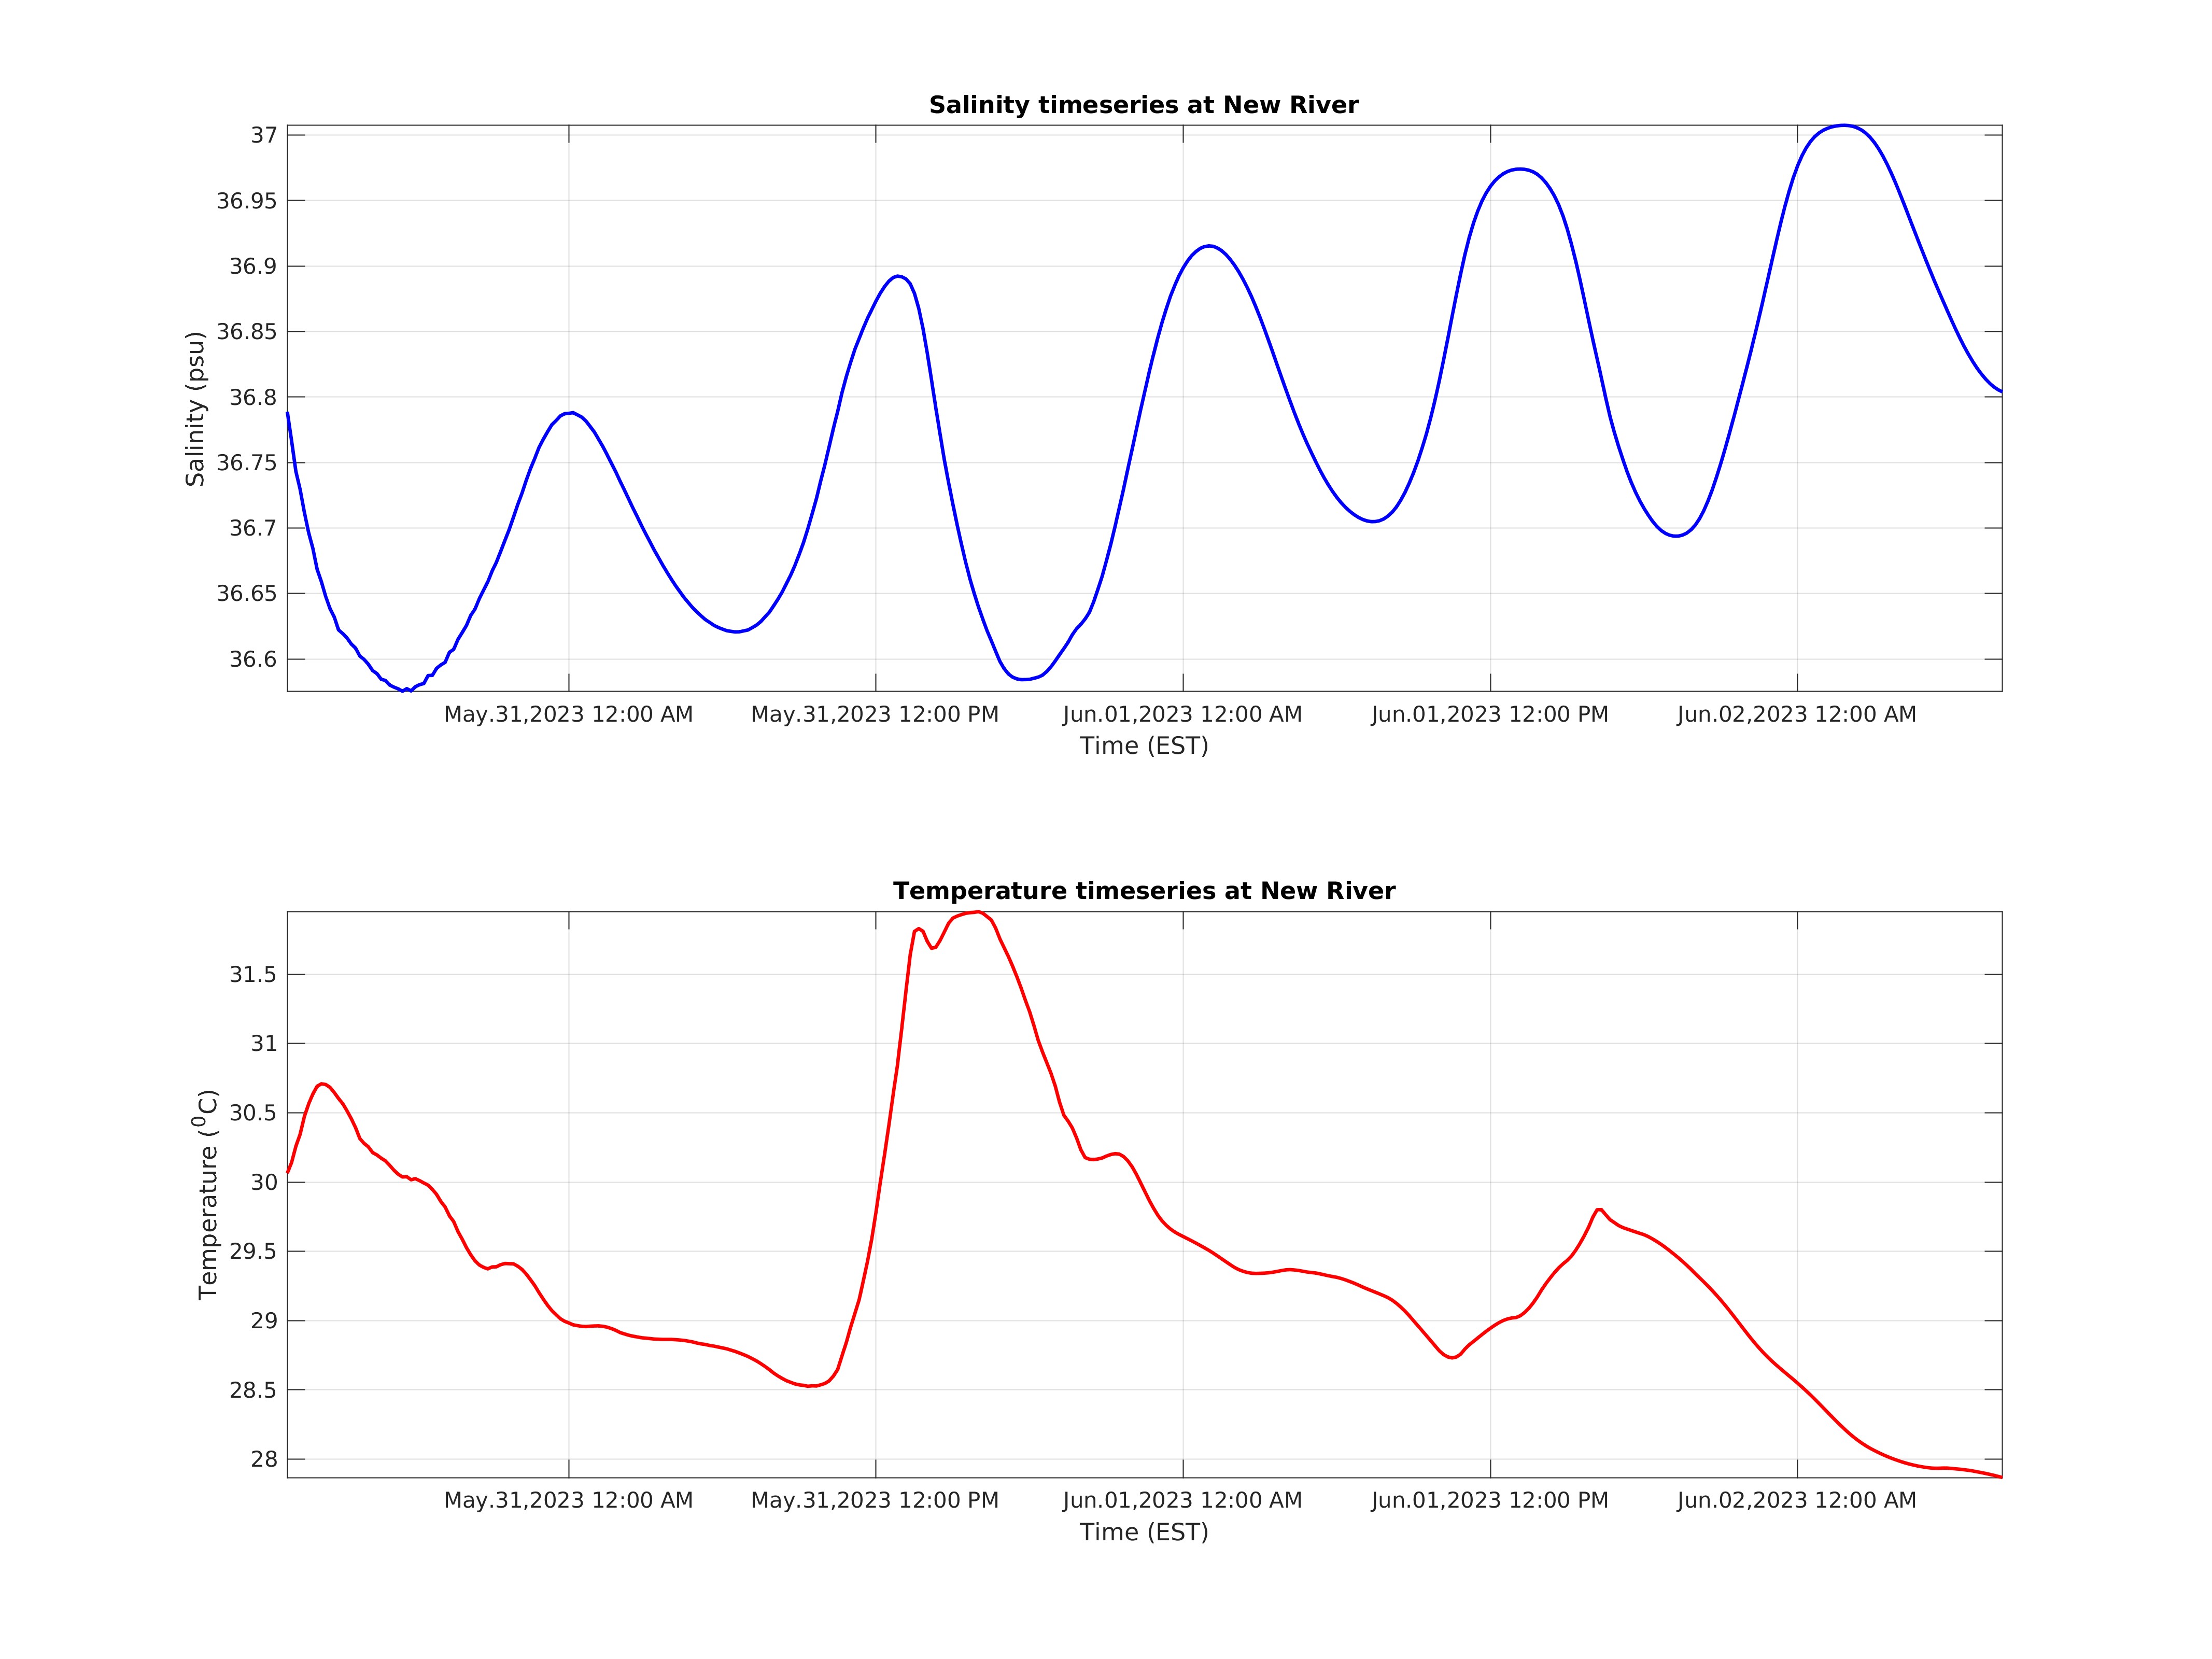 Salinity timeseries at New River
37
36.95
36.9
36.85
36.8
36.75
36.7
36.65
36.6
Salinity (psu)
May.31,2023 12:00 AM May.31,2023 12:00 PM Jun.01,2023 12:00 AM Jun.01,2023 12:00 PM Jun.02,2023 12:00 AM
Time (EST)
Temperature timeseries at New River
31.5
31
30.5
30
29.5
29
28.5
28
Temperature (⁰C)
May.31,2023 12:00 AM May.31,2023 12:00 PM Jun.01,2023 12:00 AM Jun.01,2023 12:00 PM Jun.02,2023 12:00 AM
Time (EST)